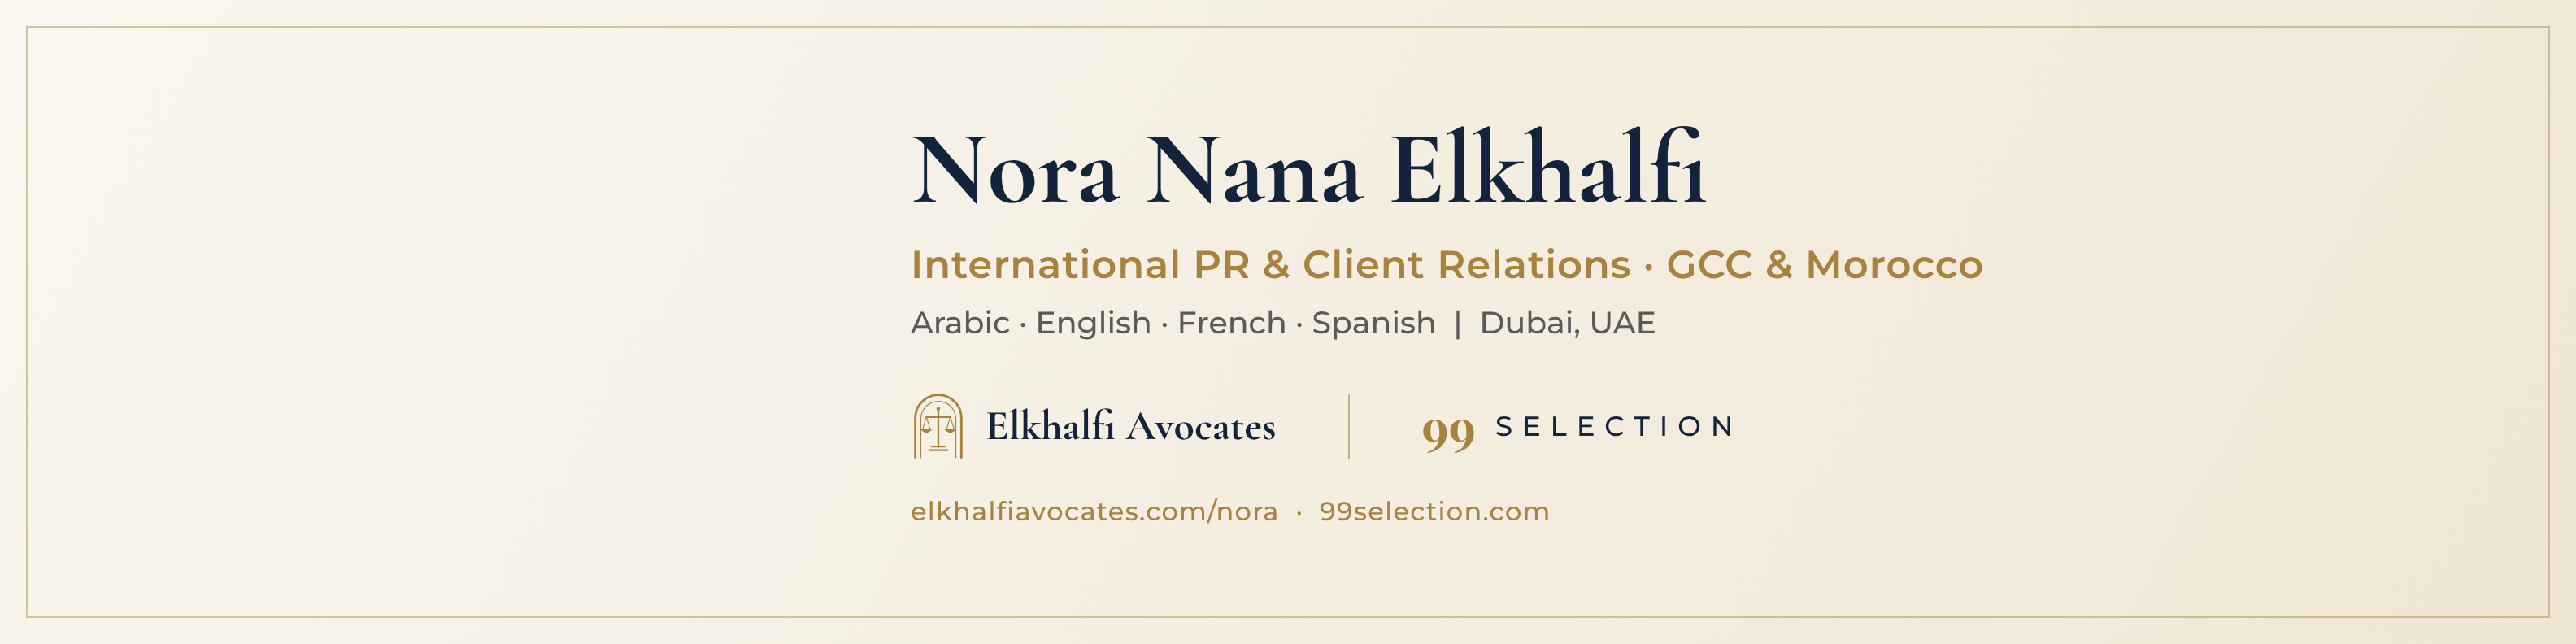 Nora Nana Elkhalfi
International PR & Client Relations · GCC & Morocco
Arabic · English · French · Spanish | Dubai, UAE
Elkhalfi Avocates | 99 SELECTION
elkhalfiavocates.com/nora · 99selection.com